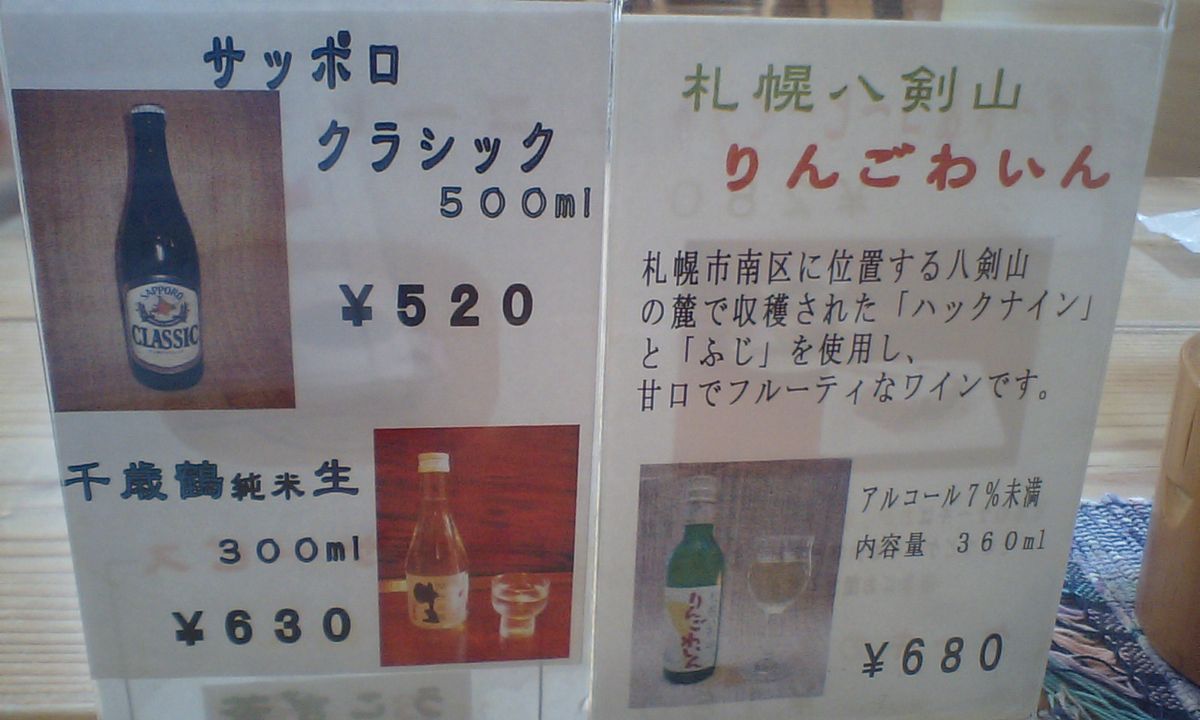 サッポロ
クラシック
５００ml
SAPPORO
CLASSIC
￥５２０
千歳鶴純米生
３００ml
生
￥６３０
札幌八剣山
りんごわいん
札幌市南区に位置する八剣山
の麓で収穫された「ハックナイン」
と「ふじ」を使用し、
甘口でフルーティなワインです。
アルコール７％未満
内容量　３６０ml
りんごわいん
￥６８０